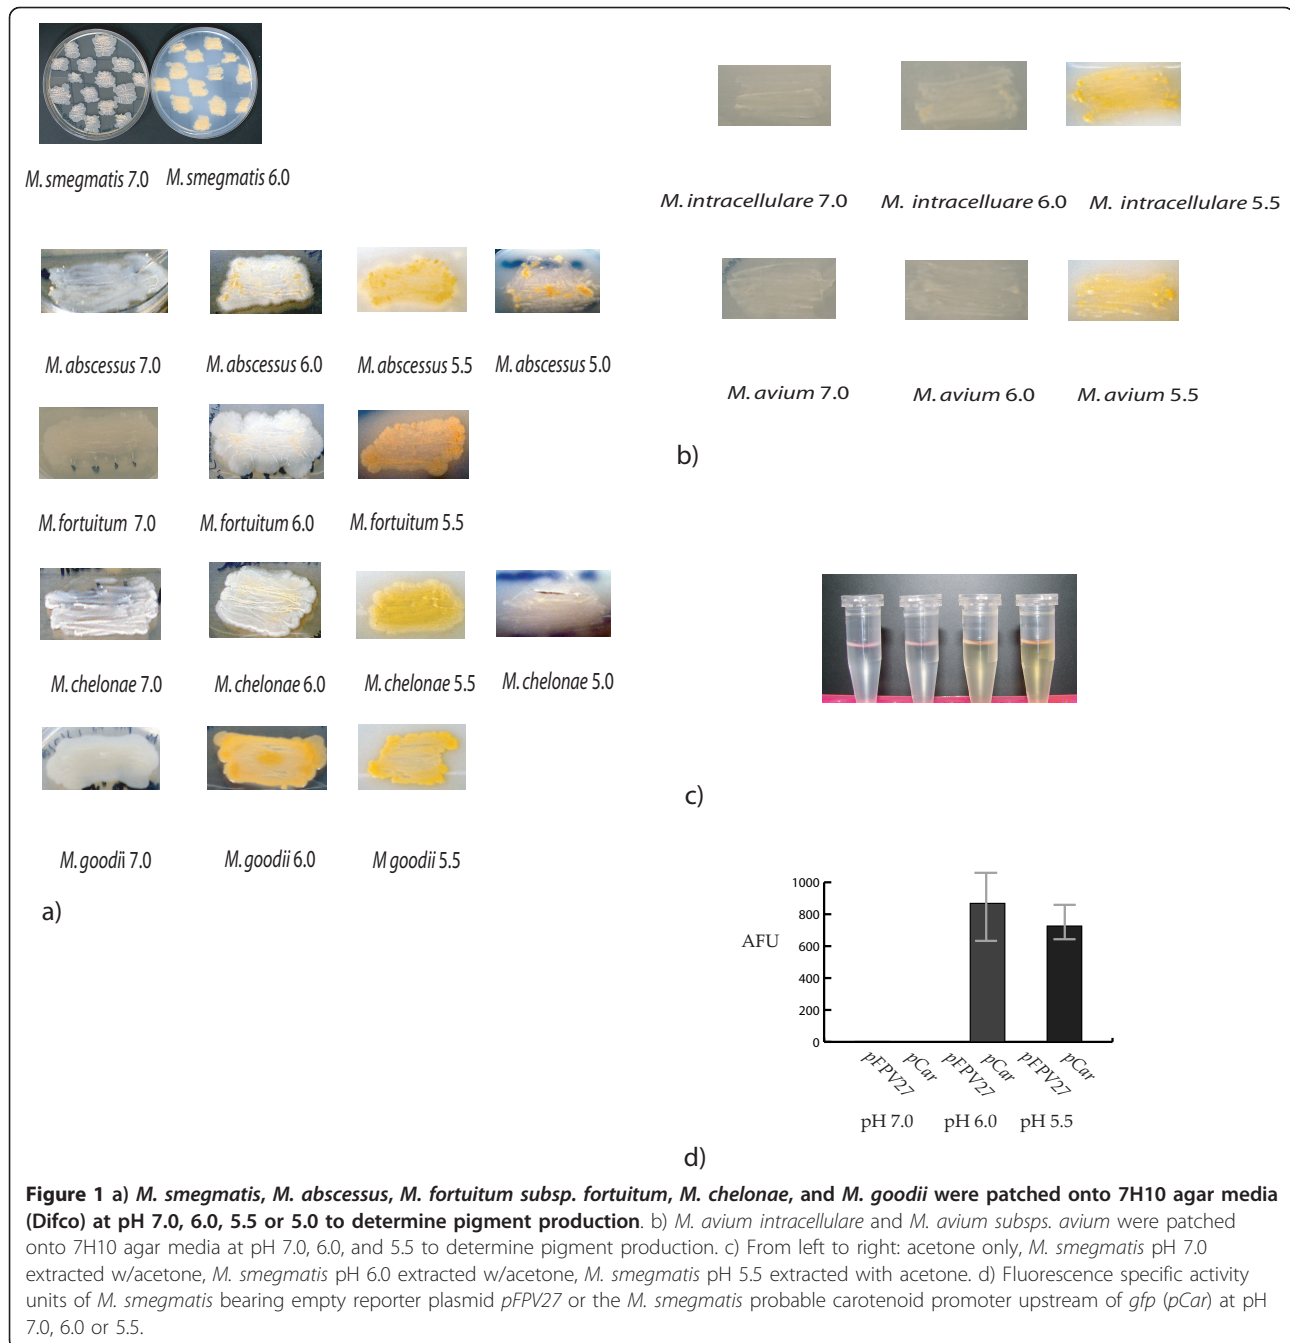 M. smegmatis 7.0 M. smegmatis 6.0
M. abscessus 7.0 M. abscessus 6.0 M. abscessus 5.5 M. abscessus 5.0
M. fortuitum 7.0 M. fortuitum 6.0 M. fortuitum 5.5
M. chelonae 7.0 M. chelonae 6.0 M. chelonae 5.5 M. chelonae 5.0
M. goodii 7.0 M. goodii 6.0 M goodii 5.5
a)
M. intracellulare 7.0 M. intracelluare 6.0 M. intracellulare 5.5
M. avium 7.0 M. avium 6.0 M. avium 5.5
b)
c)
1000
800
AFU
600
400
200
0
pFPV27 pCar pFPV27 pCar pFPV27 pCar
pH 7.0 pH 6.0 pH 5.5
d)
Figure 1 a) M. smegmatis, M. abscessus, M. fortuitum subsp. fortuitum, M. chelonae, and M. goodii were patched onto 7H10 agar media
(Difco) at pH 7.0, 6.0, 5.5 or 5.0 to determine pigment production. b) M. avium intracellulare and M. avium subsps. avium were patched
onto 7H10 agar media at pH 7.0, 6.0, and 5.5 to determine pigment production. c) From left to right: acetone only, M. smegmatis pH 7.0
extracted w/acetone, M. smegmatis pH 6.0 extracted w/acetone, M. smegmatis pH 5.5 extracted with acetone. d) Fluorescence specific activity
units of M. smegmatis bearing empty reporter plasmid pFPV27 or the M. smegmatis probable carotenoid promoter upstream of gfp (pCar) at pH
7.0, 6.0 or 5.5.